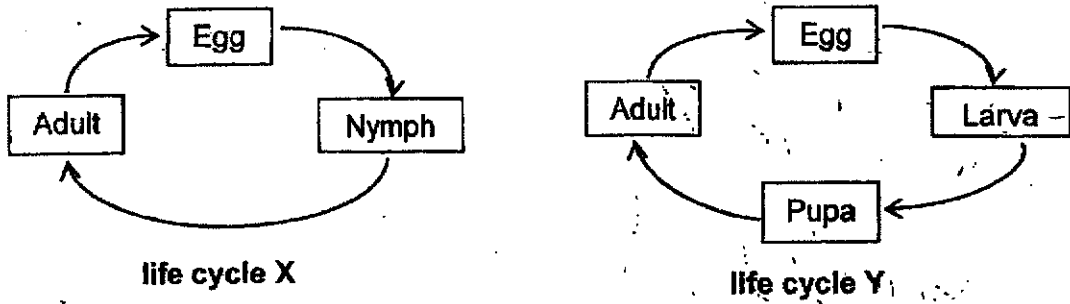 Egg
Adult
Nymph
life cycle X
Egg
Adult
Larva
Pupa
life cycle Y